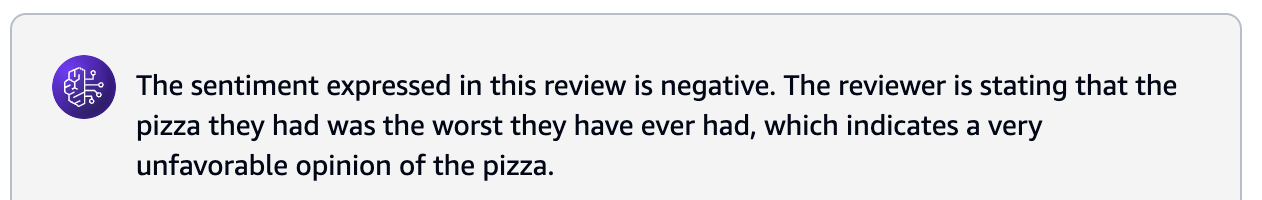 The sentiment expressed in this review is negative. The reviewer is stating that the
pizza they had was the worst they have ever had, which indicates a very
unfavorable opinion of the pizza.